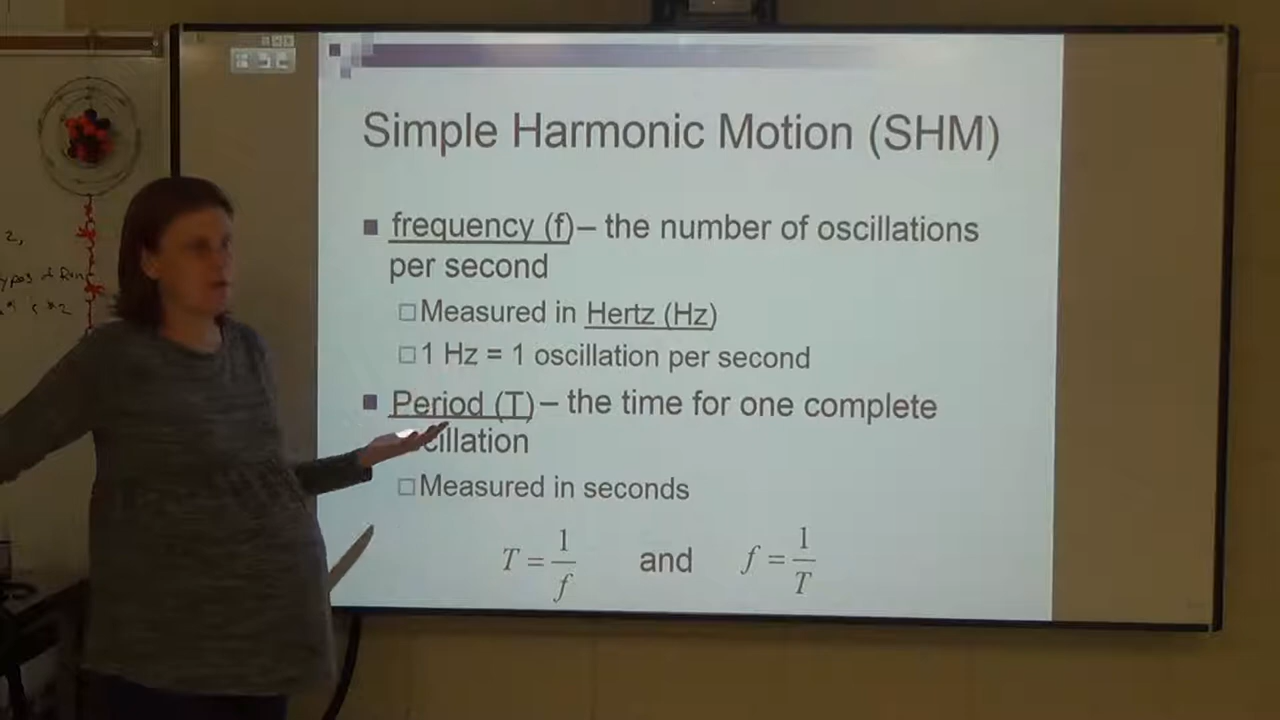 Simple Harmonic Motion (SHM)
frequency (f)– the number of oscillations
per second
Measured in Hertz (Hz)
1 Hz = 1 oscillation per second
Period (T)– the time for one complete
cillation
Measured in seconds
T = 1/f and f = 1/T
2,